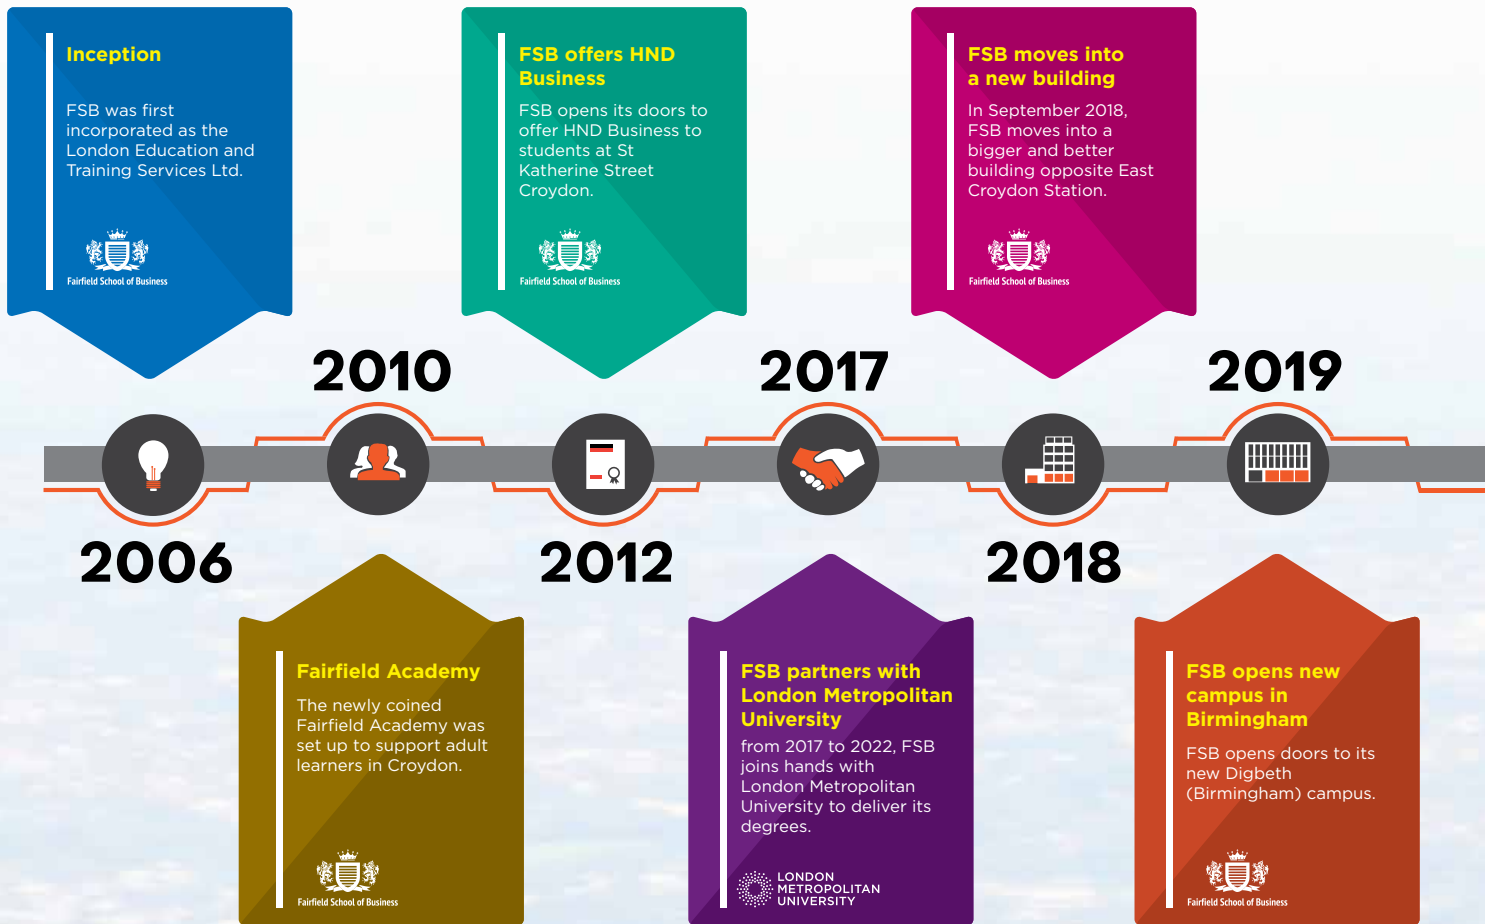 Inception
FSB was first
incorporated as the
London Education and
Training Services Ltd.
Fairfield School of Business
FSB offers HND
Business
FSB opens its doors to
offer HND Business to
students at St
Katherine Street
Croydon.
Fairfield School of Business
FSB moves into
a new building
In September 2018,
FSB moves into a
bigger and better
building opposite East
Croydon Station.
Fairfield School of Business
2010
2017
2019
2006
2012
2018
Fairfield Academy
The newly coined
Fairfield Academy was
set up to support adult
learners in Croydon.
Fairfield School of Business
FSB partners with
London Metropolitan
University
from 2017 to 2022, FSB
joins hands with
London Metropolitan
University to deliver its
degrees.
LONDON
METROPOLITAN
UNIVERSITY
FSB opens new
campus in
Birmingham
FSB opens doors to its
new Digbeth
(Birmingham) campus.
Fairfield School of Business